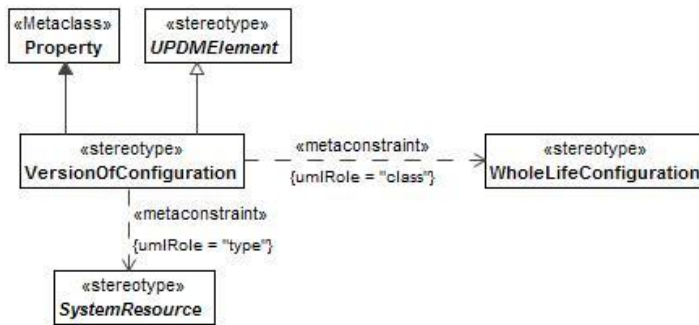 «Metaclass»
Property
«stereotype»
UPDMElement
«stereotype»
VersionOfConfiguration
«metaconstraint»
{umlRole = "class"}
«stereotype»
WholeLifeConfiguration
«metaconstraint»
{umlRole = "type"}
«stereotype»
SystemResource